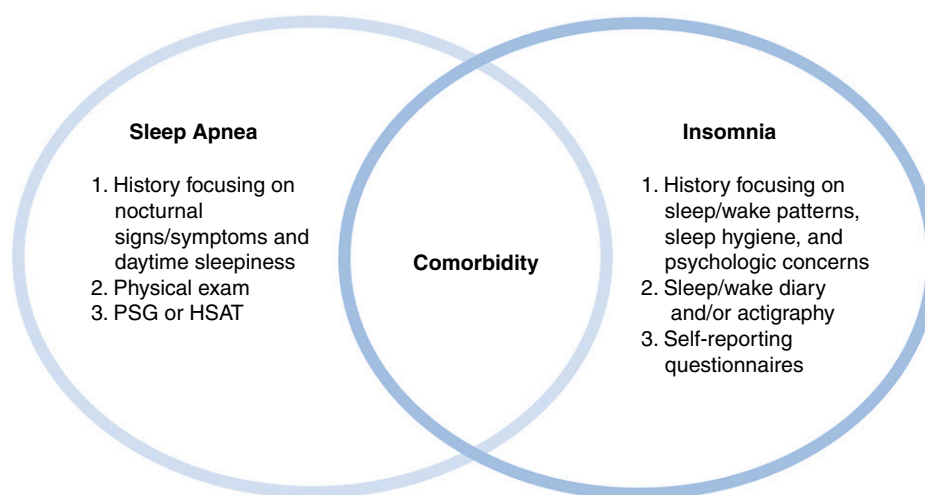 Sleep Apnea
1. History focusing on
nocturnal
signs/symptoms and
daytime sleepiness
2. Physical exam
3. PSG or HSAT
Comorbidity
Insomnia
1. History focusing on
sleep/wake patterns,
sleep hygiene, and
psychologic concerns
2. Sleep/wake diary
and/or actigraphy
3. Self-reporting
questionnaires